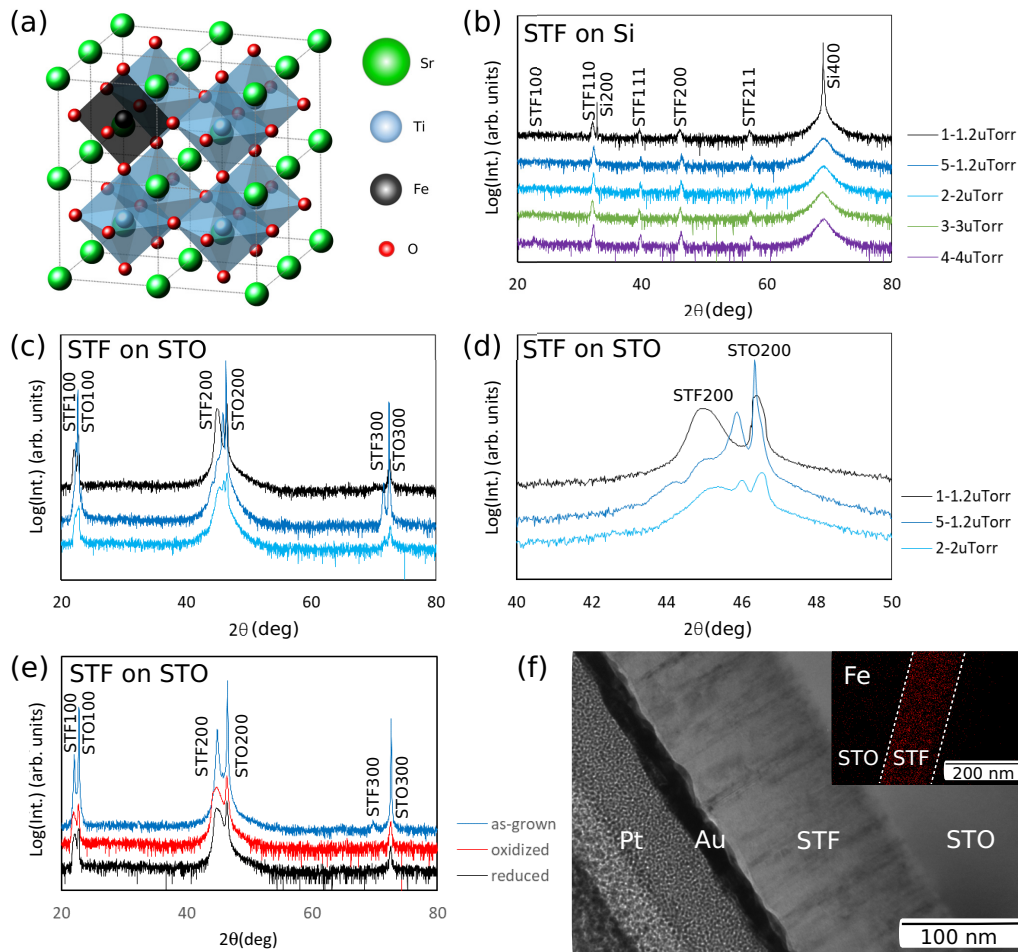 (a)
Sr
Ti
Fe
O
(b)
STF on Si
STF100
STF110
Si200
STF111
STF200
STF211
Si400
Log(Int.) (arb. units)
20
40
60
80
2θ(deg)
1-1.2uTorr
5-1.2uTorr
2-2uTorr
3-3uTorr
4-4uTorr
(c)
STF on STO
STF100
STO100
STF200
STO200
STF300
STO300
Log(Int.) (arb. units)
20
40
60
80
2θ(deg)
(d)
STF on STO
STO200
STF200
Log(Int.) (arb. units)
40
42
44
46
48
50
2θ(deg)
1-1.2uTorr
5-1.2uTorr
2-2uTorr
(e)
STF on STO
STF100
STO100
STF200
STO200
STF300
STO300
Log(Int.) (arb. units)
20
40
60
80
2θ(deg)
as-grown
oxidized
reduced
(f)
Fe
STO
STF
200 nm
Pt
Au
STF
STO
100 nm